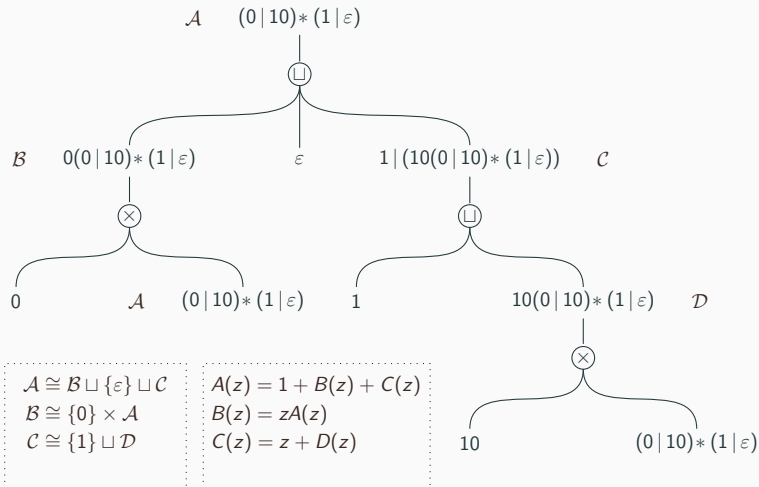 𝒜 (0 | 10)∗ (1 | ε)
⊔
ℬ 0(0 | 10)∗ (1 | ε) ε 1 | (10(0 | 10)∗ (1 | ε)) 𝒞
× ⊔
0 𝒜 (0 | 10)∗ (1 | ε) 1 10(0 | 10)∗ (1 | ε) 𝒟
×
10 (0 | 10)∗ (1 | ε)
𝒜 ≅ ℬ ⊔ {ε} ⊔ 𝒞
ℬ ≅ {0} × 𝒜
𝒞 ≅ {1} ⊔ 𝒟
A(z) = 1 + B(z) + C(z)
B(z) = zA(z)
C(z) = z + D(z)